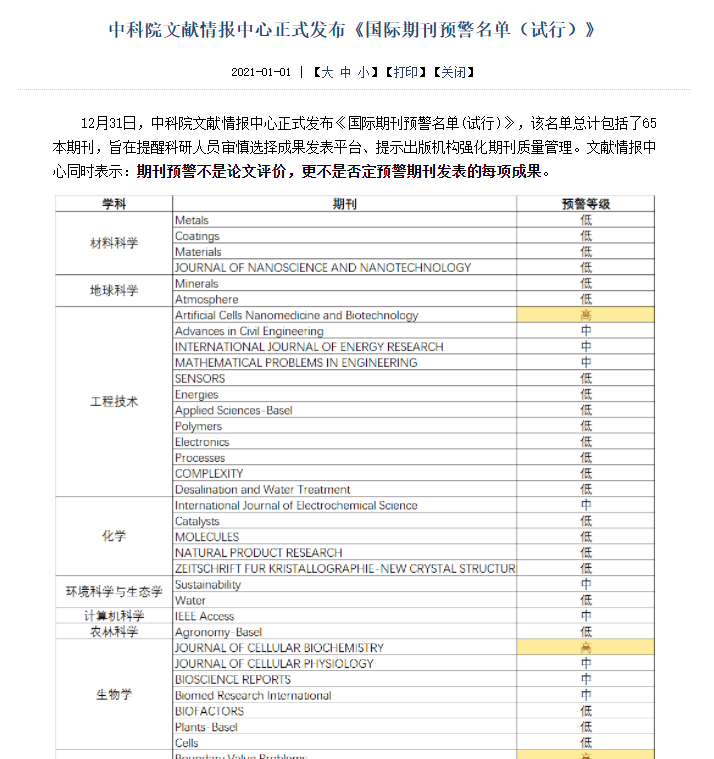 中科院文献情报中心正式发布《国际期刊预警名单（试行）》
2021-01-01 | 【大 中 小】【打印】【关闭】
12月31日，中科院文献情报中心正式发布《国际期刊预警名单(试行)》，该名单总计包括了65
本期刊，旨在提醒科研人员审慎选择成果发表平台、提示出版机构强化期刊质量管理。文献情报中
心同时表示：期刊预警不是论文评价，更不是否定预警期刊发表的每项成果。
学科 期刊 预警等级
材料科学
Metals 低
Coatings 低
Materials 低
JOURNAL OF NANOSCIENCE AND NANOTECHNOLOGY 低
地球科学
Minerals 低
Atmosphere 低
工程技术
Artificial Cells Nanomedicine and Biotechnology 高
Advances in Civil Engineering 中
INTERNATIONAL JOURNAL OF ENERGY RESEARCH 中
MATHEMATICAL PROBLEMS IN ENGINEERING 中
SENSORS 低
Energies 低
Applied Sciences-Basel 低
Polymers 低
Electronics 低
Processes 低
COMPLEXITY 低
Desalination and Water Treatment 低
化学
International Journal of Electrochemical Science 中
Catalysts 低
MOLECULES 低
NATURAL PRODUCT RESEARCH 低
ZEITSCHRIFT FUR KRISTALLOGRAPHIE-NEW CRYSTAL STRUCTURI 低
环境科学与生态学
Sustainability 中
Water 低
计算机科学 IEEE Access 中
农林科学 Agronomy-Basel 低
生物学
JOURNAL OF CELLULAR BIOCHEMISTRY 高
JOURNAL OF CELLULAR PHYSIOLOGY 中
BIOSCIENCE REPORTS 中
Biomed Research International 中
BIOFACTORS 低
Plants-Basel 低
Cells 低
Boundary Value Problems 高